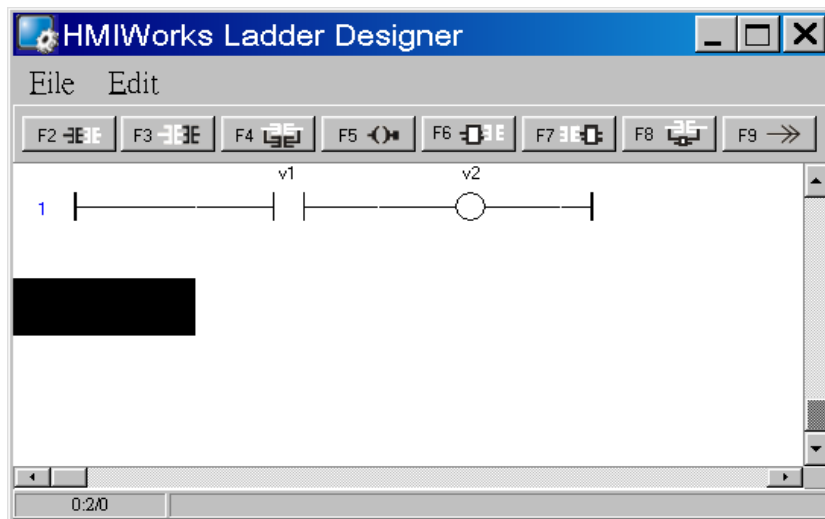 HMIWorks Ladder Designer
File Edit
F2 F3 F4 F5 F6 F7 F8 F9
v1 v2
1
0:2/0